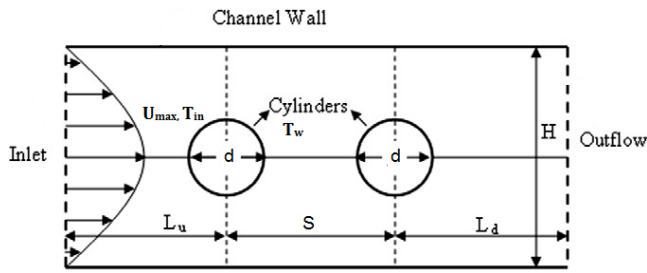 Channel Wall
Umax, Tin
Cylinders
Tw
Inlet
d
d
H
Outflow
Lu
S
Ld